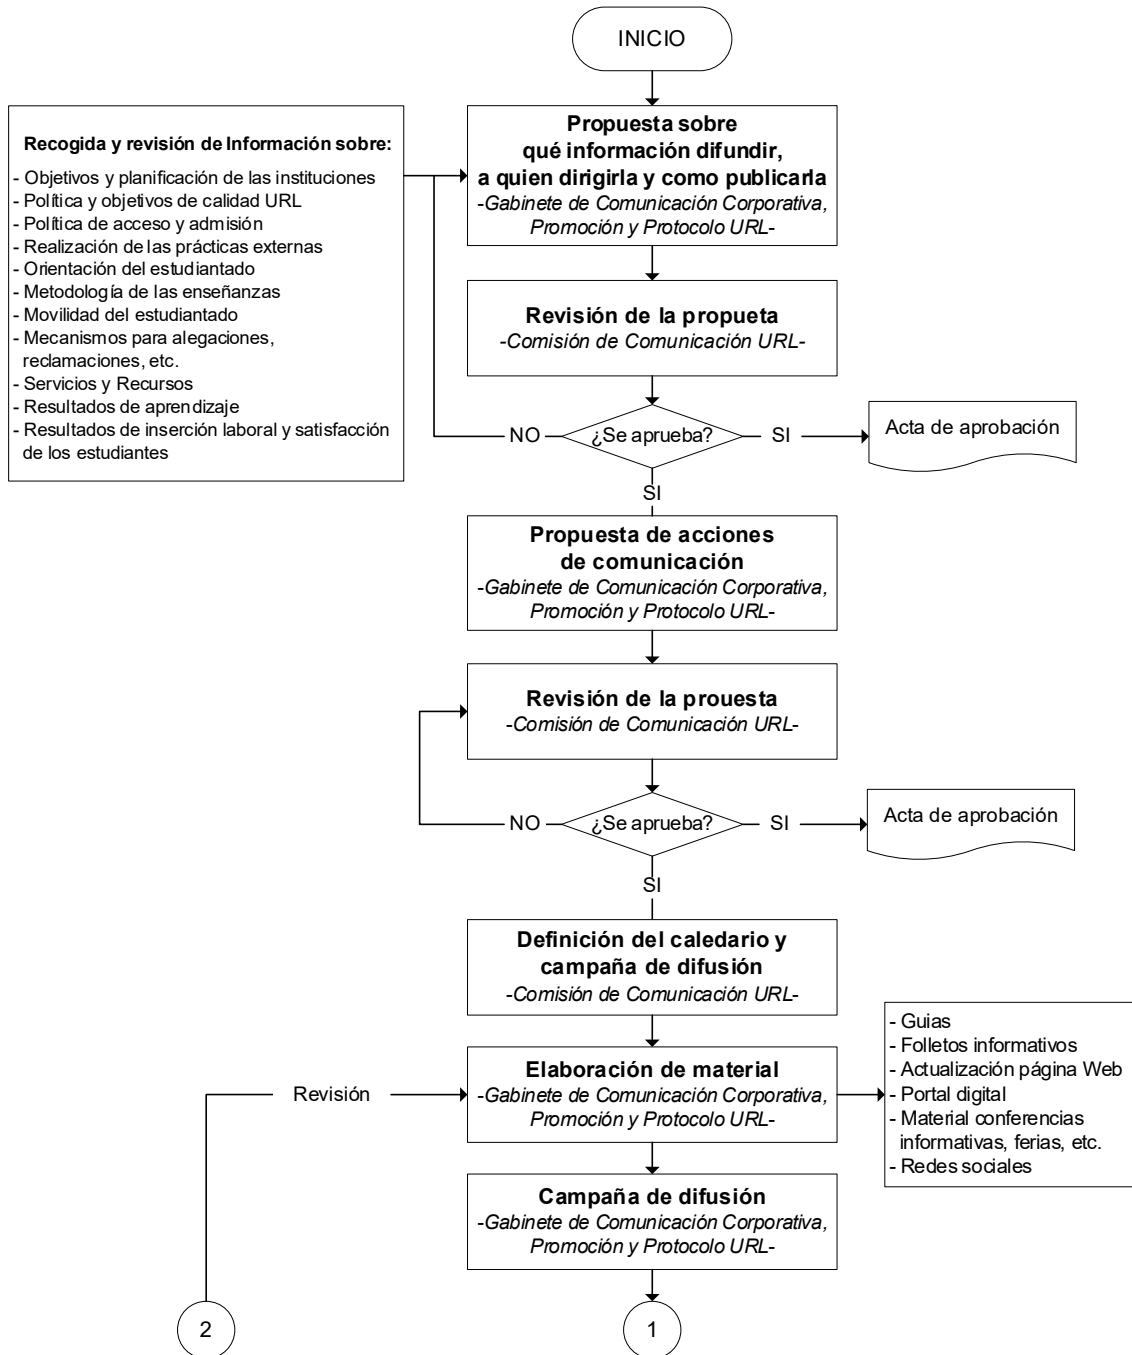 INICIO
Propuesta sobre
qué información difundir,
a quien dirigirla y como publicarla
-Gabinete de Comunicación Corporativa,
Promoción y Protocolo URL-
Recogida y revisión de Información sobre:
- Objetivos y planificación de las instituciones
- Política y objetivos de calidad URL
- Política de acceso y admisión
- Realización de las prácticas externas
- Orientación del estudiantado
- Metodología de las enseñanzas
- Movilidad del estudiantado
- Mecanismos para alegaciones,
reclamaciones, etc.
- Servicios y Recursos
- Resultados de aprendizaje
- Resultados de inserción laboral y satisfacción
de los estudiantes
Revisión de la propueta
-Comisión de Comunicación URL-
NO
¿Se aprueba?
SI
Acta de aprobación
SI
Propuesta de acciones
de comunicación
-Gabinete de Comunicación Corporativa,
Promoción y Protocolo URL-
Revisión de la prouesta
-Comisión de Comunicación URL-
NO
¿Se aprueba?
SI
Acta de aprobación
SI
Definición del caledario y
campaña de difusión
-Comisión de Comunicación URL-
Revisión
Elaboración de material
-Gabinete de Comunicación Corporativa,
Promoción y Protocolo URL-
- Guias
- Folletos informativos
- Actualización página Web
- Portal digital
- Material conferencias
informativas, ferias, etc.
- Redes sociales
Campaña de difusión
-Gabinete de Comunicación Corporativa,
Promoción y Protocolo URL-
2
1